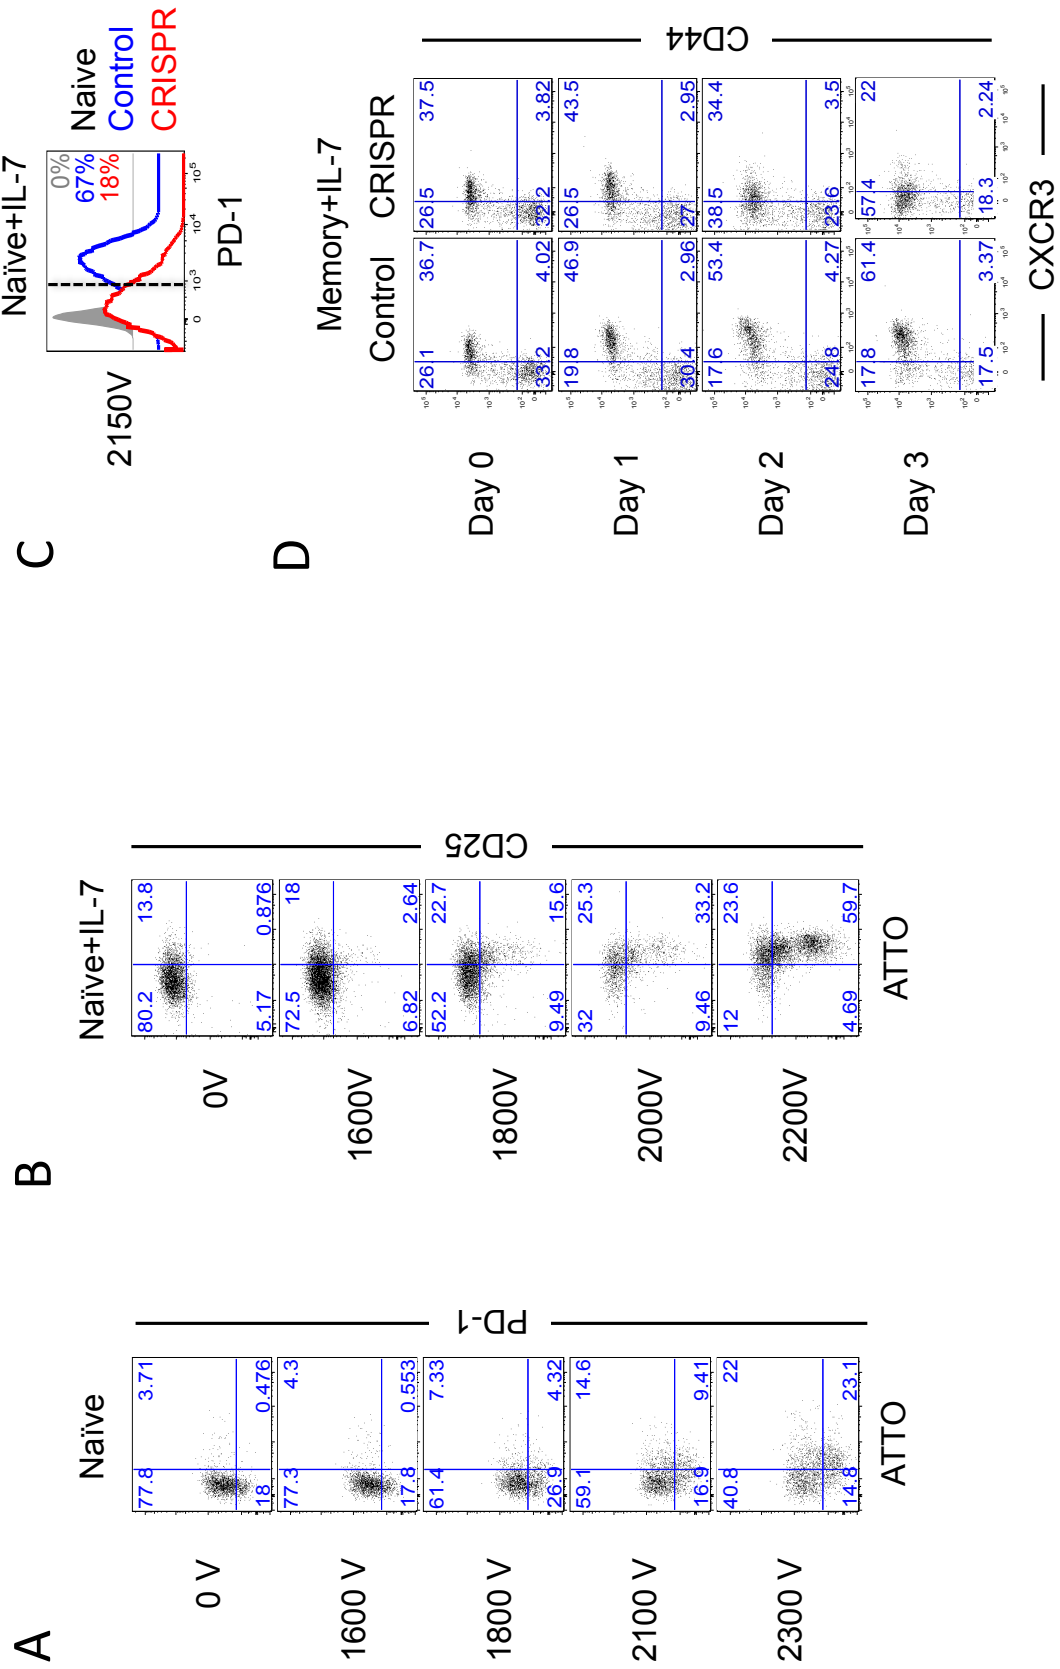 A
Naïve
0 V
77.8 3.71
18 0.476
1600 V
77.3 4.3
17.8 0.553
1800 V
61.4 7.33
26.9 4.32
2100 V
59.1 14.6
16.9 9.41
2300 V
40.8 22
14.8 23.1
PD-1
ATTO
B
Naïve+IL-7
0V
80.2 13.8
5.17 0.876
1600V
72.5 18
6.82 2.64
1800V
52.2 22.7
9.49 15.6
2000V
32 25.3
9.46 33.2
2200V
12 23.6
4.69 59.7
CD25
ATTO
C
Naïve+IL-7
2150V
0%
67%
18%
Naive
Control
CRISPR
0 10³ 10⁴ 10⁵
PD-1
D
Memory+IL-7
Control CRISPR
Day 0
26.1 36.7 26.5 37.5
33.2 4.02 32.2 3.82
Day 1
19.8 46.9 26.5 43.5
30.4 2.96 27 2.95
Day 2
17.6 53.4 38.5 34.4
24.8 4.27 23.6 3.5
Day 3
17.8 61.4 57.4 22
17.5 3.37 18.3 2.24
CD44
CXCR3